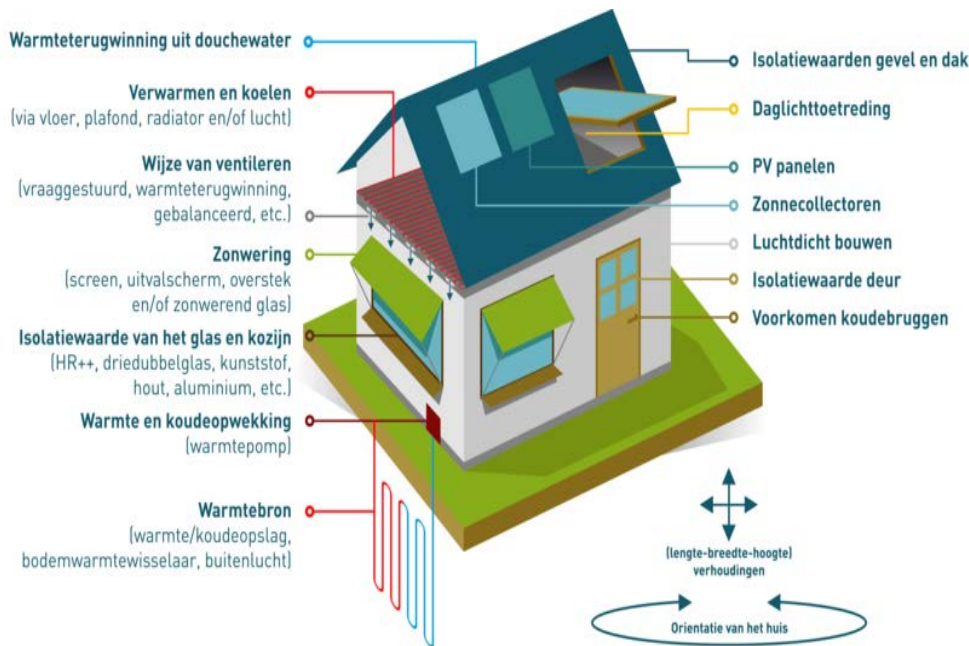 Warmteterugwinning uit douchewater
Verwarmen en koelen
(via vloer, plafond, radiator en/of lucht)
Wijze van ventileren
(vraaggestuurd, warmteterugwinning,
gebalanceerd, etc.)
Zonwering
(screen, uitvalscherm, overstek
en/of zonwerend glas)
Isolatiewaarde van het glas en kozijn
(HR++, driedubbelglas, kunststof,
hout, aluminium, etc.)
Warmte en koudeopwekking
(warmtepomp)
Warmtebron
(warmte/koudeopslag,
bodemwarmtewisselaar, buitenlucht)
Isolatiewaarden gevel en dak
Daglichttoetreding
PV panelen
Zonnecollectoren
Luchtdicht bouwen
Isolatiewaarde deur
Voorkomen koudebruggen
(lengte-breedte-hoogte)
verhoudingen
Orientatie van het huis